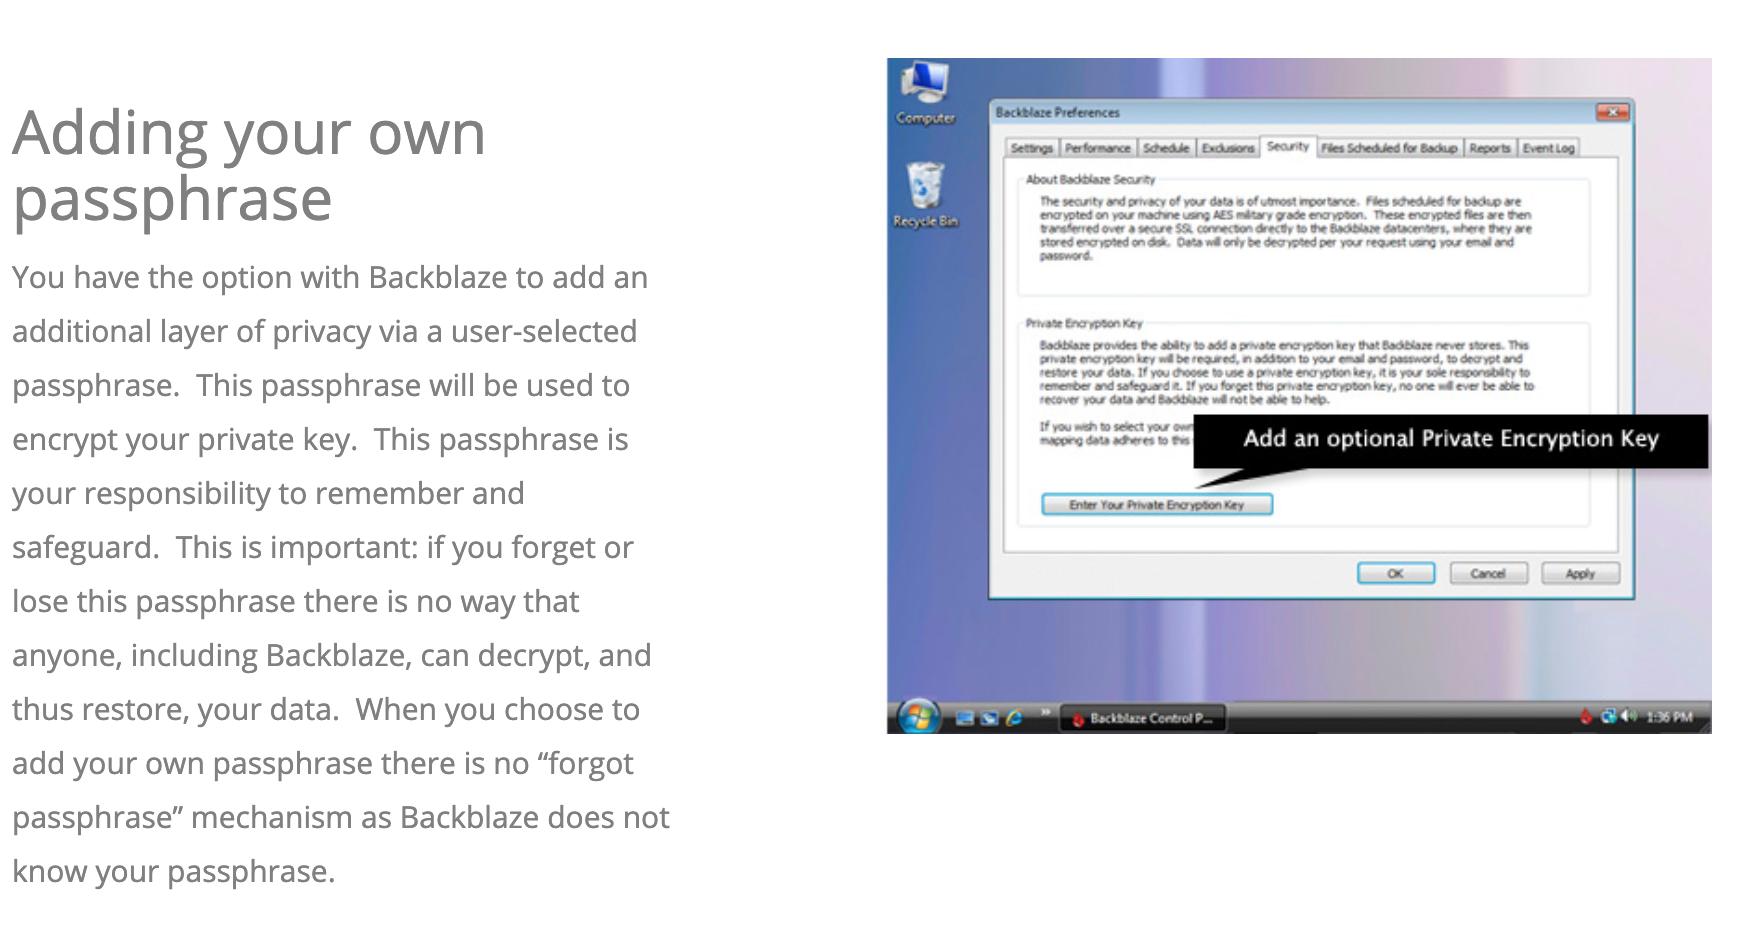 Adding your own
passphrase
You have the option with Backblaze to add an
additional layer of privacy via a user-selected
passphrase.  This passphrase will be used to
encrypt your private key.  This passphrase is
your responsibility to remember and
safeguard.  This is important: if you forget or
lose this passphrase there is no way that
anyone, including Backblaze, can decrypt, and
thus restore, your data.  When you choose to
add your own passphrase there is no “forgot
passphrase” mechanism as Backblaze does not
know your passphrase.
Computer
Recycle Bin
Backblaze Preferences
Settings Performance Schedule Exclusions Security Files Scheduled for Backup Reports Event Log
About Backblaze Security
The security and privacy of your data is of utmost importance. Files scheduled for backup are
encrypted on your machine using AES military grade encryption. These encrypted files are then
transferred over a secure SSL connection directly to the Backblaze datacenters, where they are
stored encrypted on disk. Data will only be decrypted per your request using your email and
password.
Private Encryption Key
Backblaze provides the ability to add a private encryption key that Backblaze never stores. This
private encryption key will be required, in addition to your email and password, to decrypt and
restore your data. If you choose to use a private encryption key, it is your sole responsibility to
remember and safeguard it. If you forget this private encryption key, no one will ever be able to
recover your data and Backblaze will not be able to help.
If you wish to select your own
mapping data adheres to this
Add an optional Private Encryption Key
Enter Your Private Encryption Key
OK Cancel Apply
Backblaze Control P... 1:36 PM